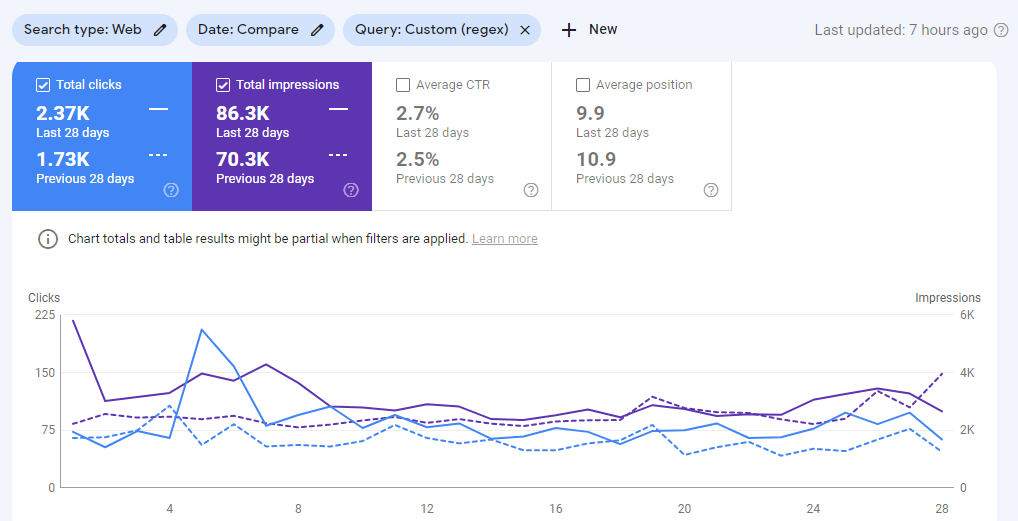 Search type: Web Date: Compare Query: Custom (regex) New Last updated: 7 hours ago
Total clicks Total impressions Average CTR Average position
2.37K 86.3K 2.7% 9.9
Last 28 days Last 28 days Last 28 days Last 28 days
1.73K 70.3K 2.5% 10.9
Previous 28 days Previous 28 days Previous 28 days Previous 28 days
Chart totals and table results might be partial when filters are applied. Learn more
Clicks Impressions
225 6K
150 4K
75 2K
0 0
4 8 12 16 20 24 28